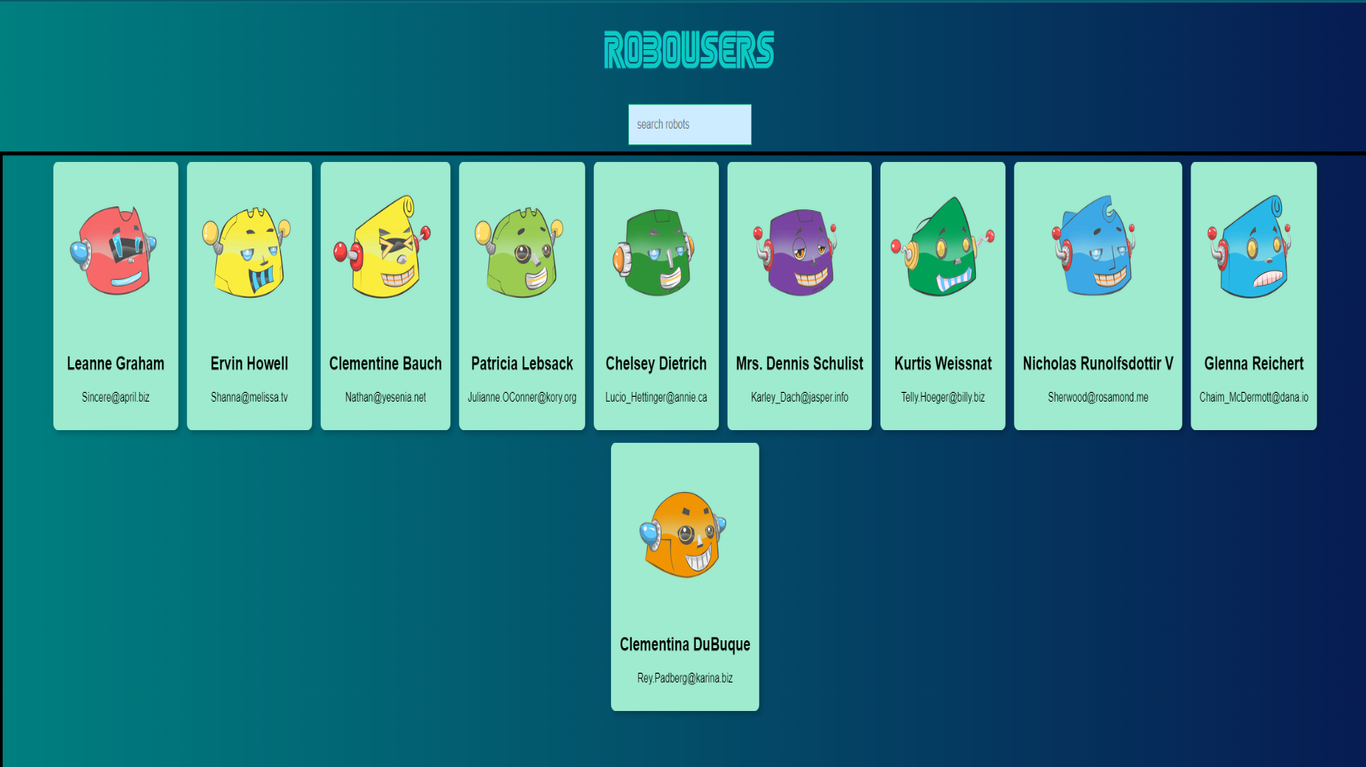 ROBOUSERS
search robots
Leanne Graham
Sincere@april.biz
Ervin Howell
Shanna@melissa.tv
Clementine Bauch
Nathan@yesenia.net
Patricia Lebsack
Julianne.OConner@kory.org
Chelsey Dietrich
Lucio_Hettinger@annie.ca
Mrs. Dennis Schulist
Karley_Dach@jasper.info
Kurtis Weissnat
Telly.Hoeger@billy.biz
Nicholas Runolfsdottir V
Sherwood@rosamond.me
Glenna Reichert
Chaim_McDermott@dana.io
Clementina DuBuque
Rey.Padberg@karina.biz